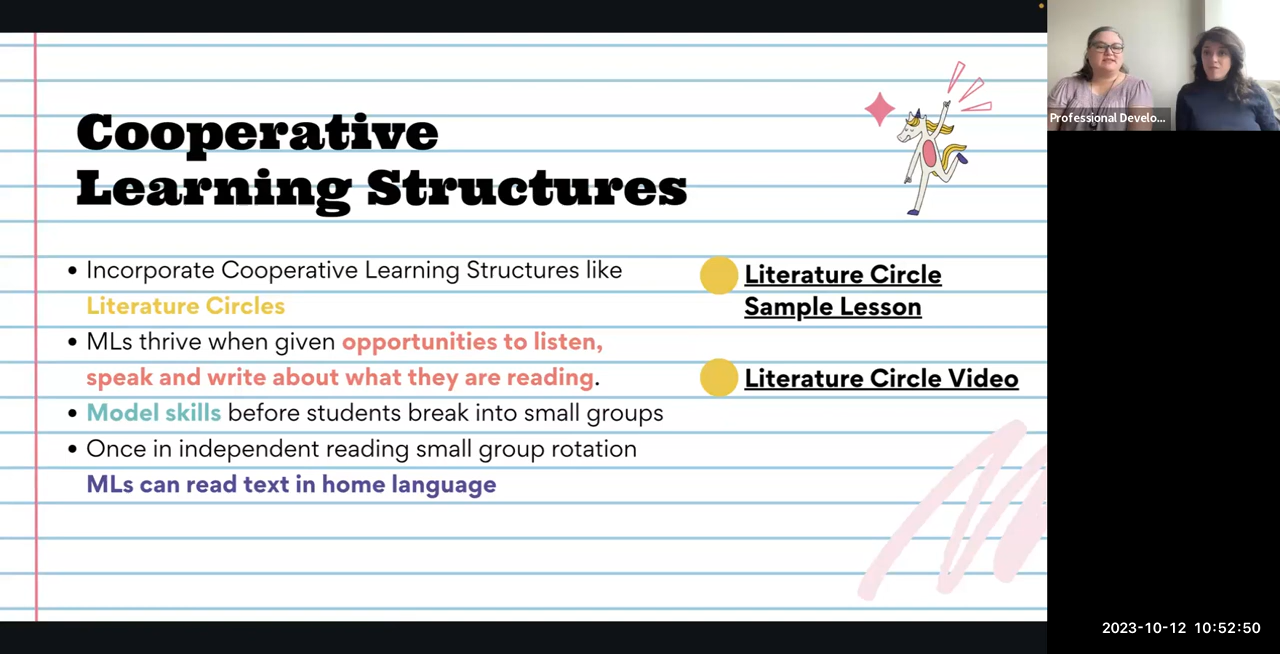 Cooperative
Learning Structures
• Incorporate Cooperative Learning Structures like
Literature Circles
• MLs thrive when given opportunities to listen,
speak and write about what they are reading.
• Model skills before students break into small groups
• Once in independent reading small group rotation
MLs can read text in home language
Literature Circle
Sample Lesson
Literature Circle Video
Professional Develo...
2023-10-12 10:52:50